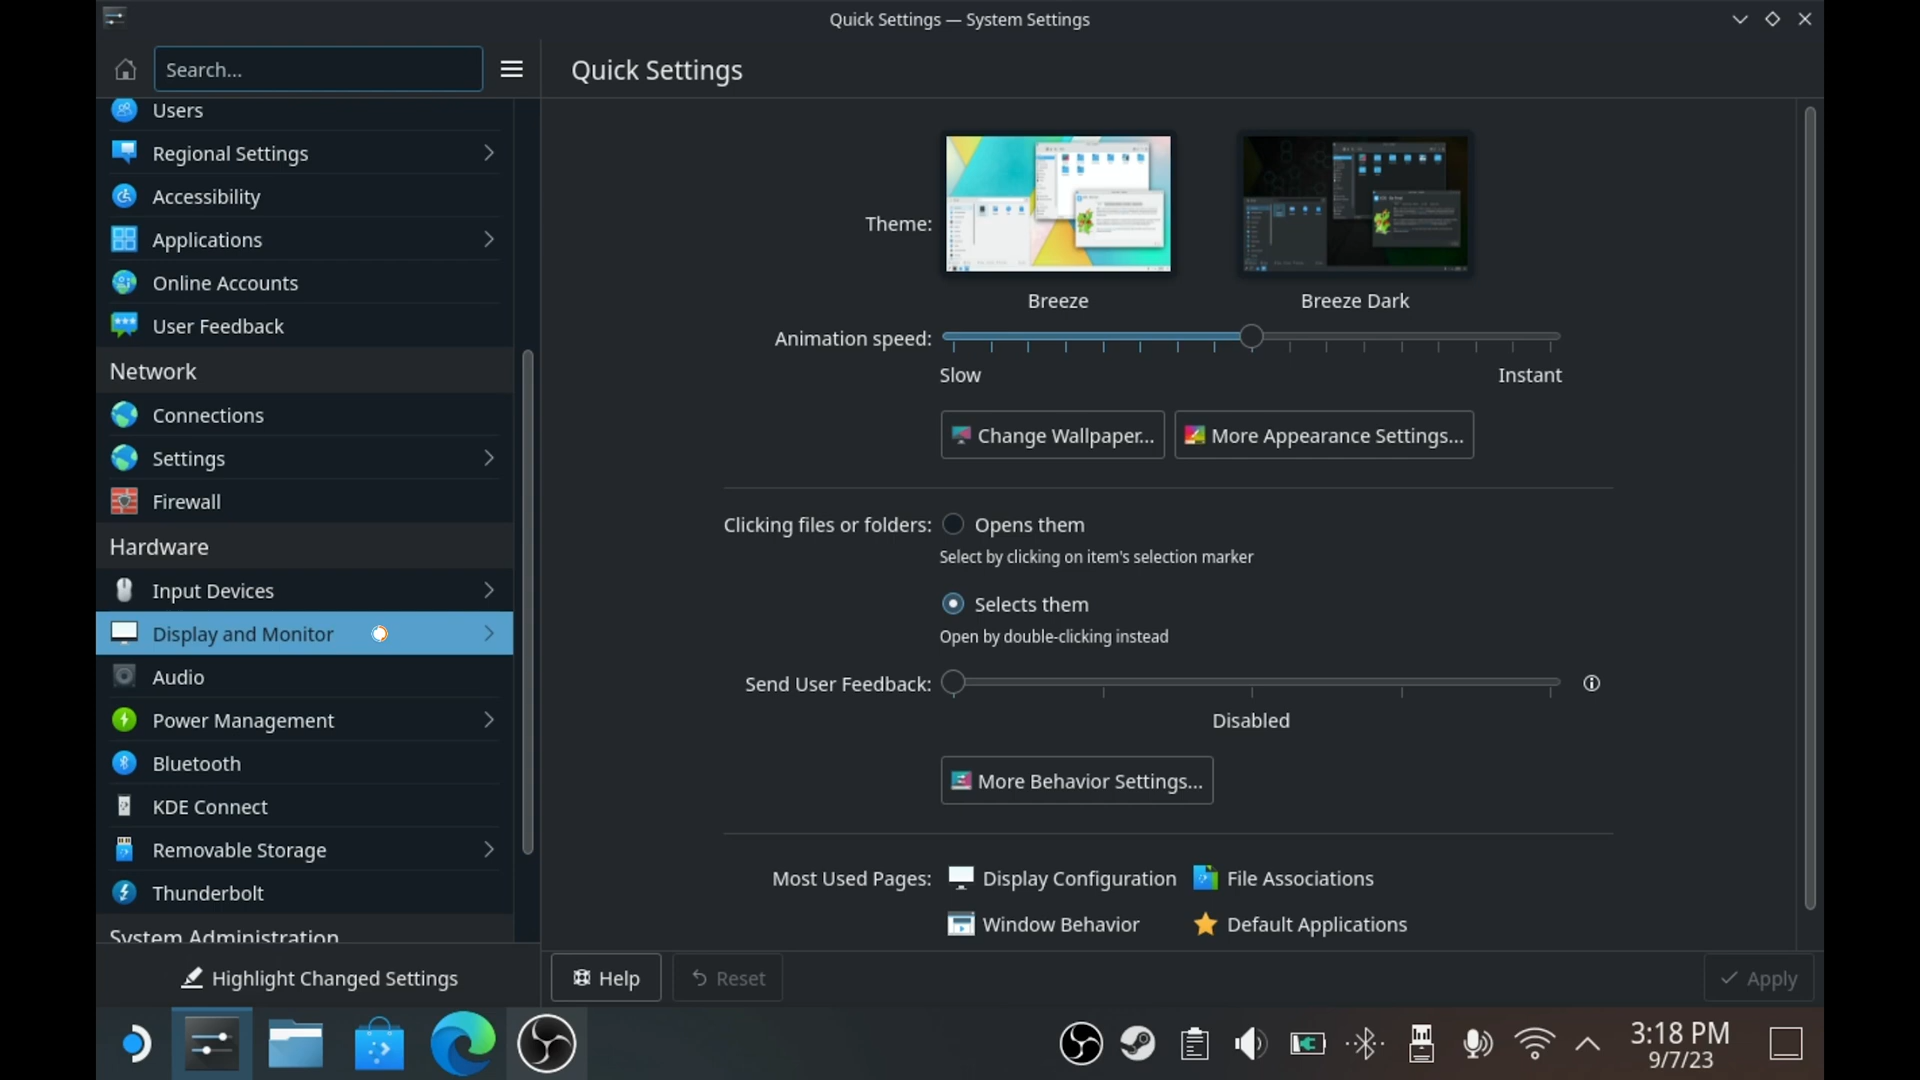 Quick Settings — System Settings
Search...
Quick Settings
Users
Regional Settings
Accessibility
Applications
Online Accounts
User Feedback
Network
Connections
Settings
Firewall
Hardware
Input Devices
Display and Monitor
Audio
Power Management
Bluetooth
KDE Connect
Removable Storage
Thunderbolt
System Administration
Highlight Changed Settings
Theme:
Breeze
Breeze Dark
Animation speed:
Slow
Instant
Change Wallpaper...
More Appearance Settings...
Clicking files or folders:
Opens them
Select by clicking on item's selection marker
Selects them
Open by double-clicking instead
Send User Feedback:
Disabled
More Behavior Settings...
Most Used Pages:
Display Configuration
File Associations
Window Behavior
Default Applications
Help
Reset
Apply
3:18 PM
9/7/23